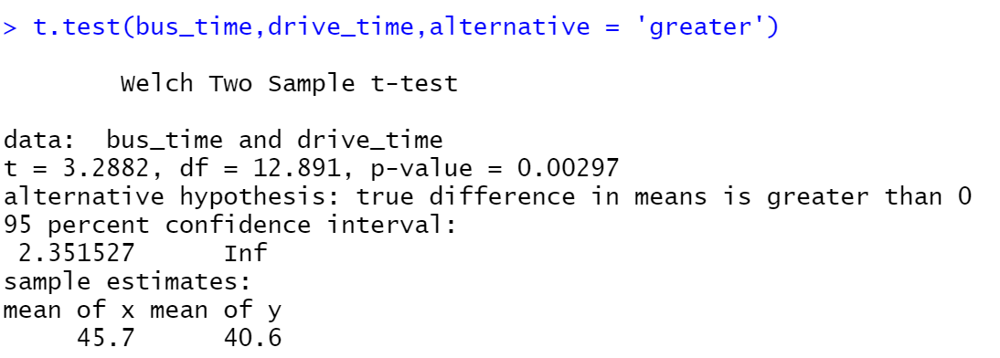 > t.test(bus_time,drive_time,alternative = 'greater')
Welch Two Sample t-test
data:  bus_time and drive_time
t = 3.2882, df = 12.891, p-value = 0.00297
alternative hypothesis: true difference in means is greater than 0
95 percent confidence interval:
 2.351527      Inf
sample estimates:
mean of x mean of y
     45.7      40.6